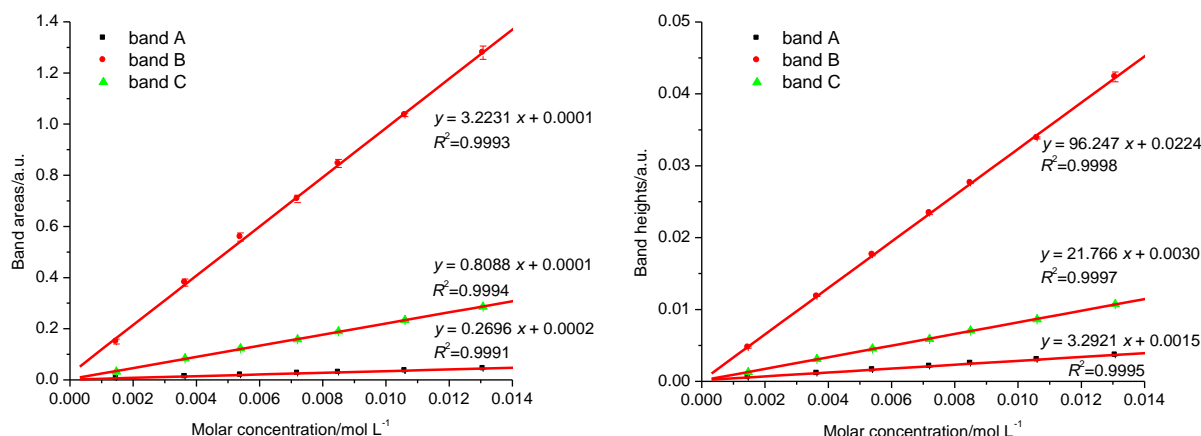 1.4
1.2
1.0
0.8
0.6
0.4
0.2
0.0
Band areas/a.u.
band A
band B
band C
y = 3.2231 x + 0.0001
R²=0.9993
y = 0.8088 x + 0.0001
R²=0.9994
y = 0.2696 x + 0.0002
R²=0.9991
0.000 0.002 0.004 0.006 0.008 0.010 0.012 0.014
Molar concentration/mol L⁻¹
0.05
0.04
0.03
0.02
0.01
0.00
Band heights/a.u.
band A
band B
band C
y = 96.247 x + 0.0224
R²=0.9998
y = 21.766 x + 0.0030
R²=0.9997
y = 3.2921 x + 0.0015
R²=0.9995
0.000 0.002 0.004 0.006 0.008 0.010 0.012 0.014
Molar concentration/mol L⁻¹